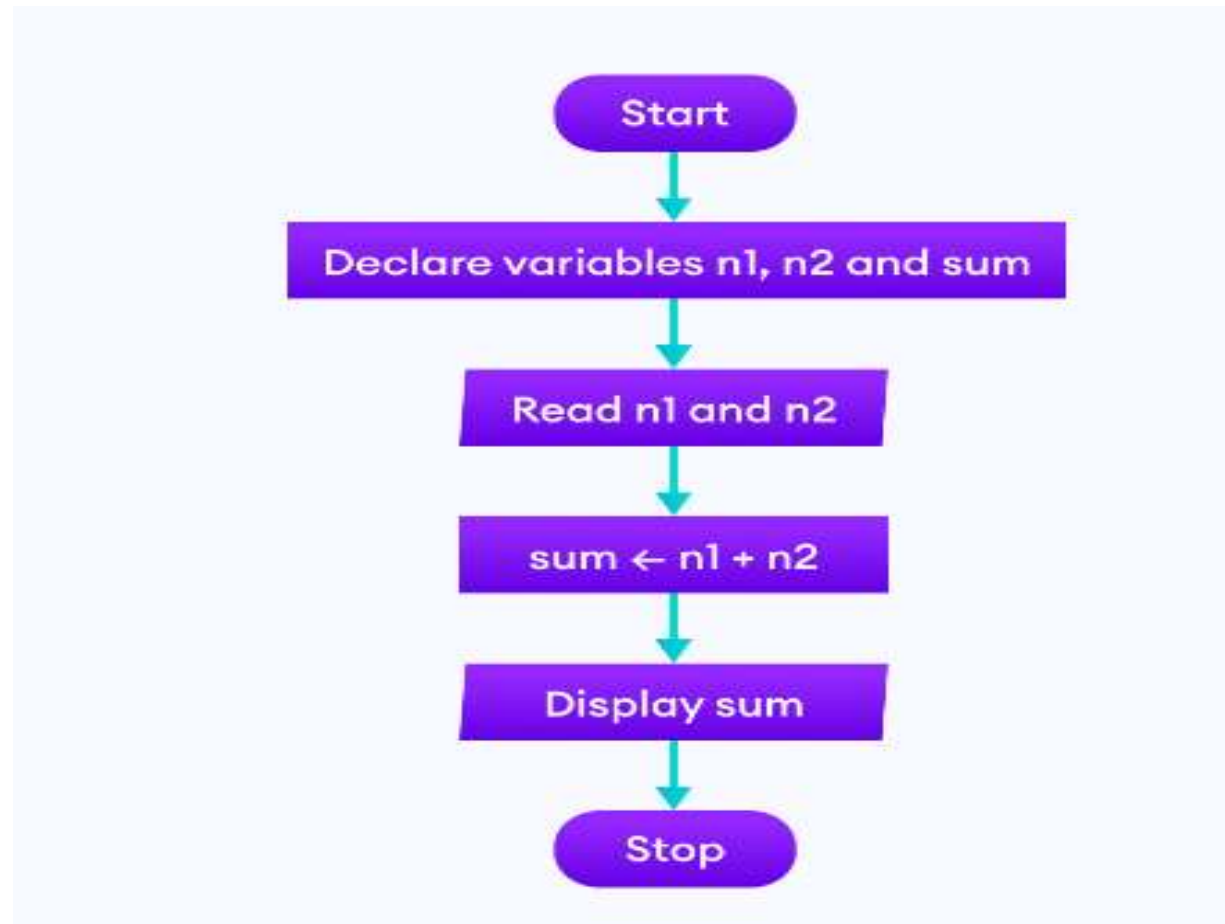 Start
Declare variables n1, n2 and sum
Read n1 and n2
sum ← n1 + n2
Display sum
Stop